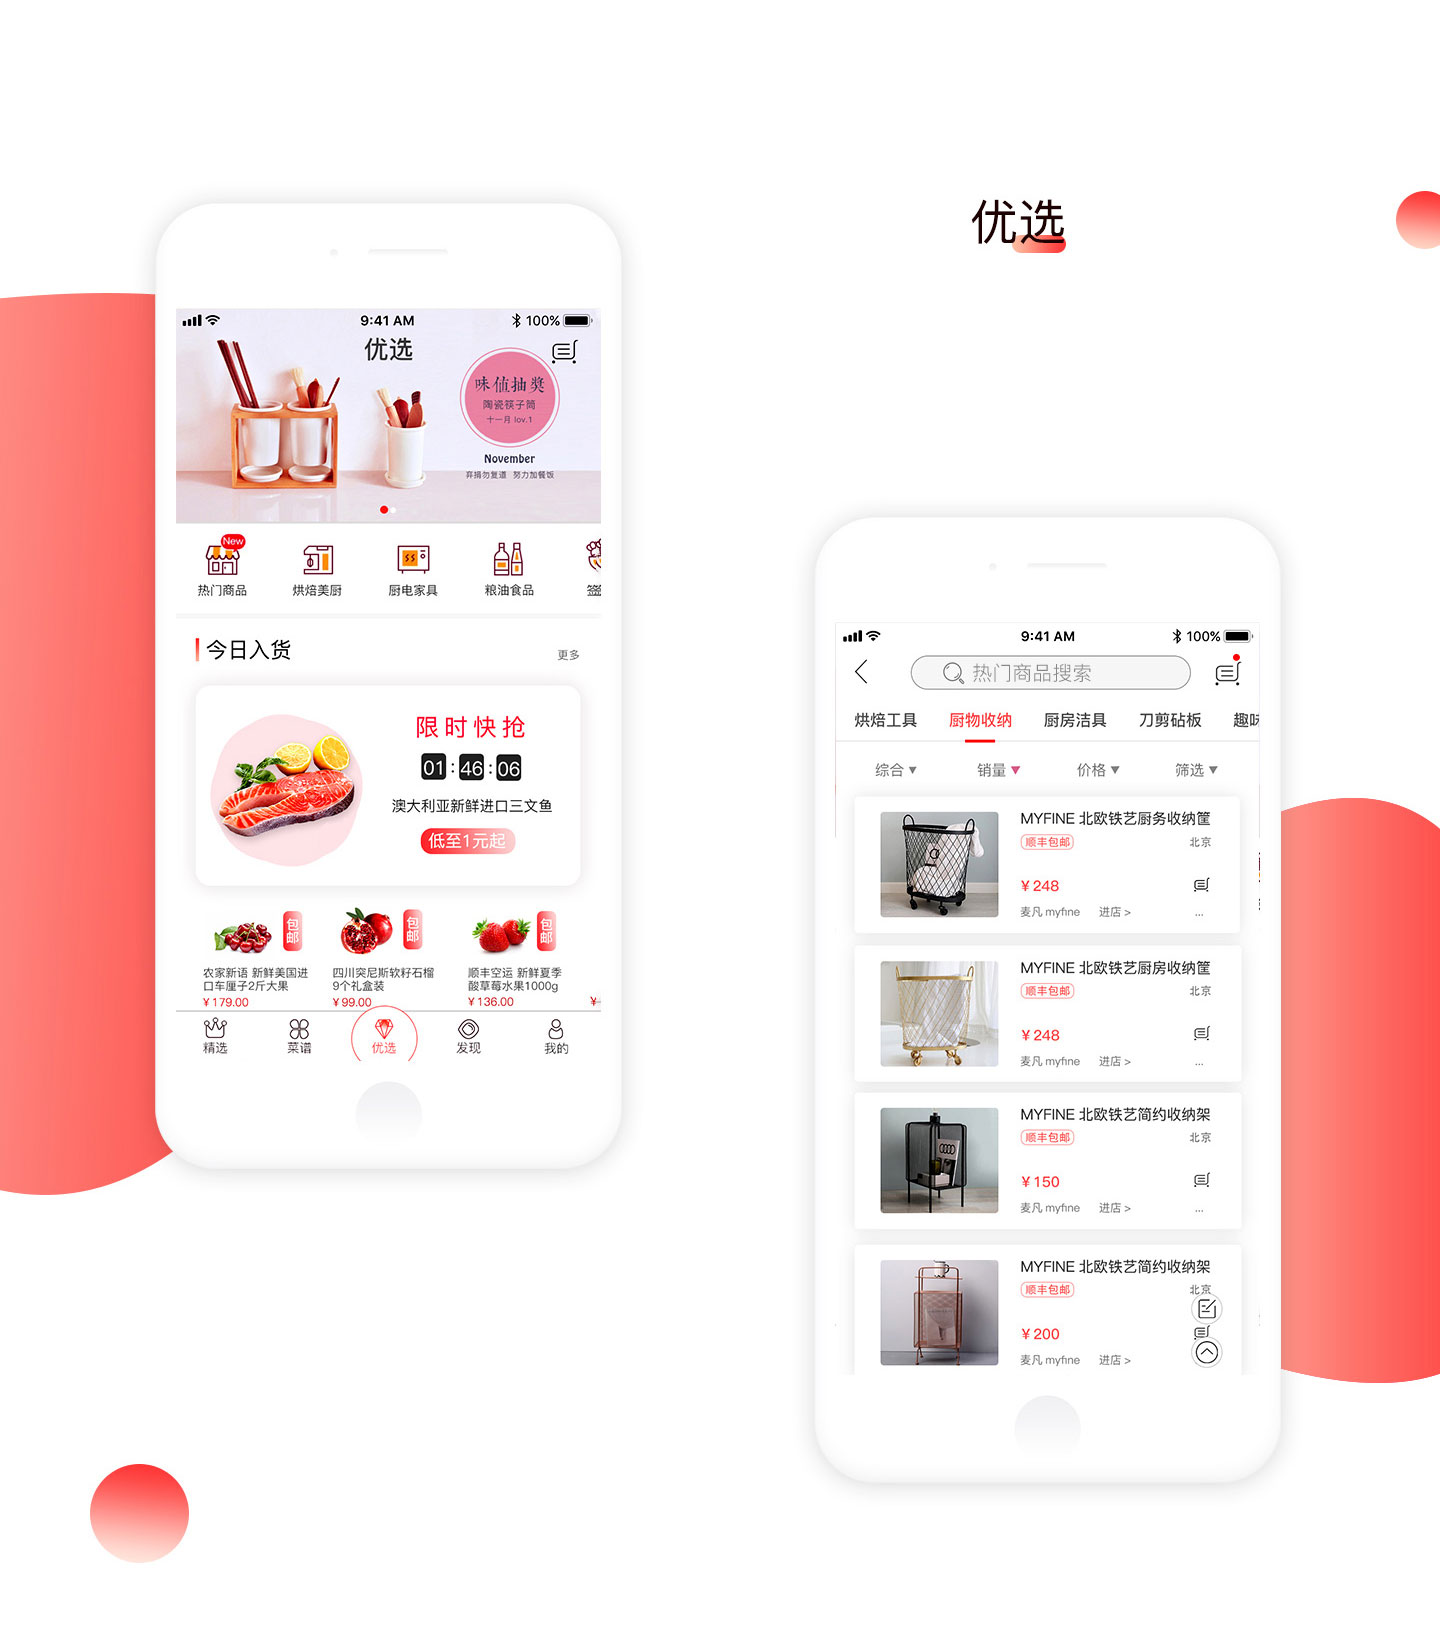 优选
9:41 AM
100%
优选
味值抽奖
陶瓷筷子筒
十一月 lov.1
November
弃捐勿复道 努力加餐饭
New
热门商品
烘焙美厨
厨电家具
粮油食品
今日入货
更多
限时快抢
01:46:06
澳大利亚新鲜进口三文鱼
低至1元起
包邮
包邮
包邮
农家新语 新鲜美国进
口车厘子2斤大果
¥179.00
四川突尼斯软籽石榴
9个礼盒装
¥99.00
顺丰空运 新鲜夏季
酸草莓水果1000g
¥136.00
¥
精选
菜谱
优选
发现
我的
9:41 AM
100%
热门商品搜索
烘焙工具
厨物收纳
厨房洁具
刀剪砧板
趣味
综合▼
销量▼
价格▼
筛选▼
MYFINE 北欧铁艺厨务收纳筐
顺丰包邮
北京
¥248
麦凡 myfine 进店 >
...
MYFINE 北欧铁艺厨房收纳筐
顺丰包邮
北京
¥248
麦凡 myfine 进店 >
...
MYFINE 北欧铁艺简约收纳架
顺丰包邮
北京
¥150
麦凡 myfine 进店 >
...
MYFINE 北欧铁艺简约收纳架
顺丰包邮
北京
¥200
麦凡 myfine 进店 >